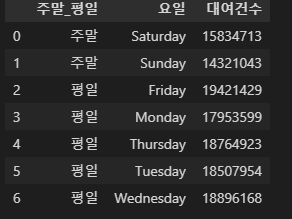 주말_평일 요일 대여건수
0 주말 Saturday 15834713
1 주말 Sunday 14321043
2 평일 Friday 19421429
3 평일 Monday 17953599
4 평일 Thursday 18764923
5 평일 Tuesday 18507954
6 평일 Wednesday 18896168